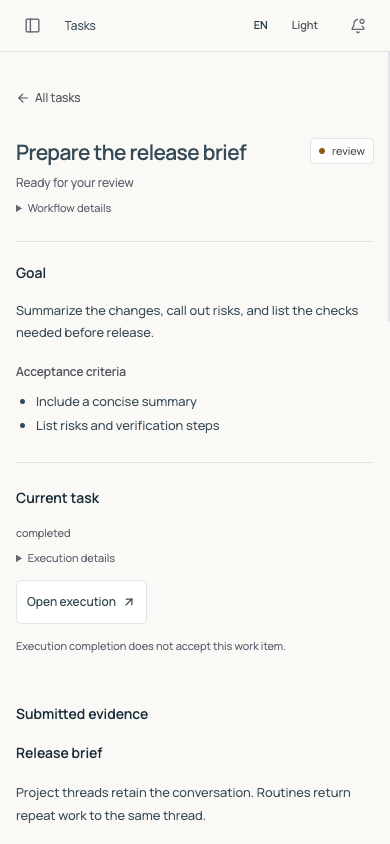 Tasks
EN
Light
All tasks
Prepare the release brief
review
Ready for your review
Workflow details
Goal
Summarize the changes, call out risks, and list the checks
needed before release.
Acceptance criteria
Include a concise summary
List risks and verification steps
Current task
completed
Execution details
Open execution
Execution completion does not accept this work item.
Submitted evidence
Release brief
Project threads retain the conversation. Routines return
repeat work to the same thread.